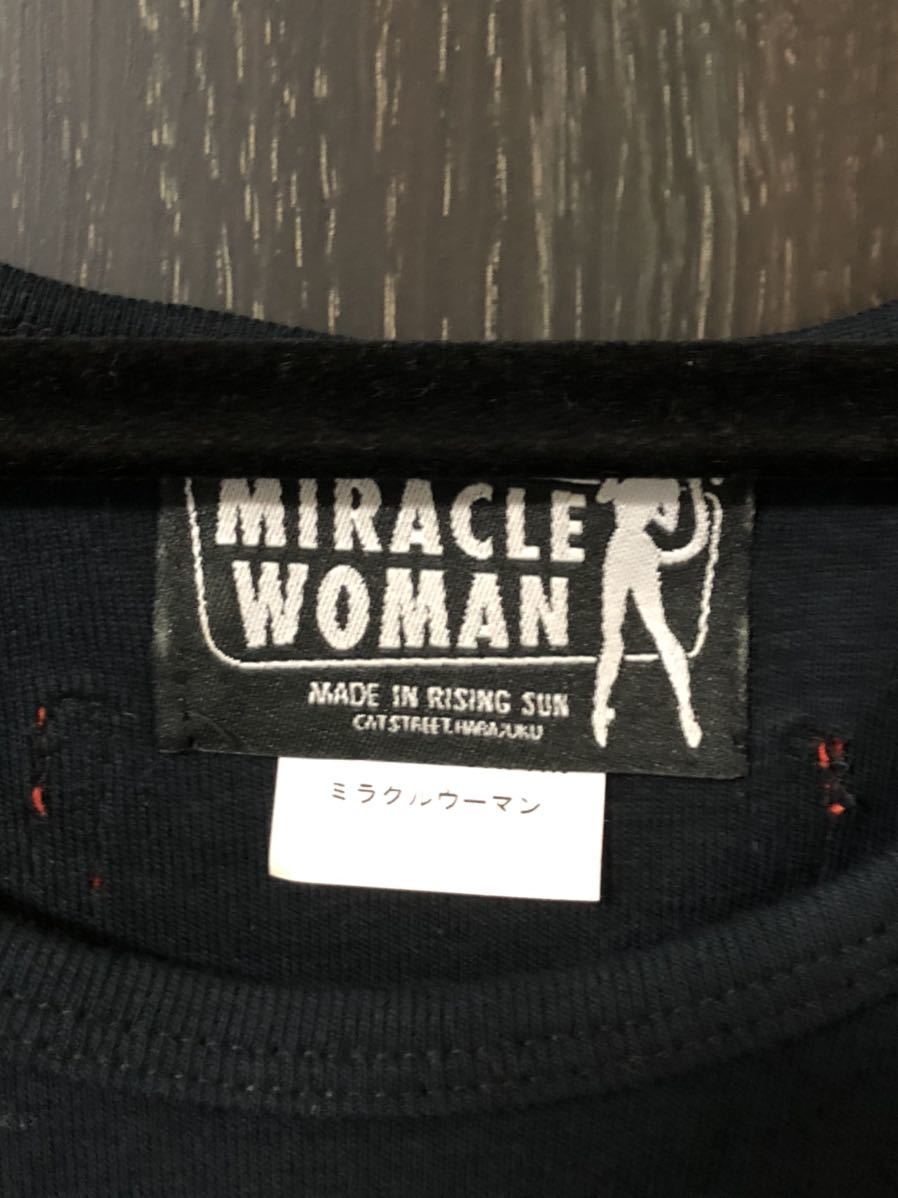 MIRACLE
WOMAN
MADE IN RISING SUN
CAT STREET, HARAJUKU
ミラクルウーマン